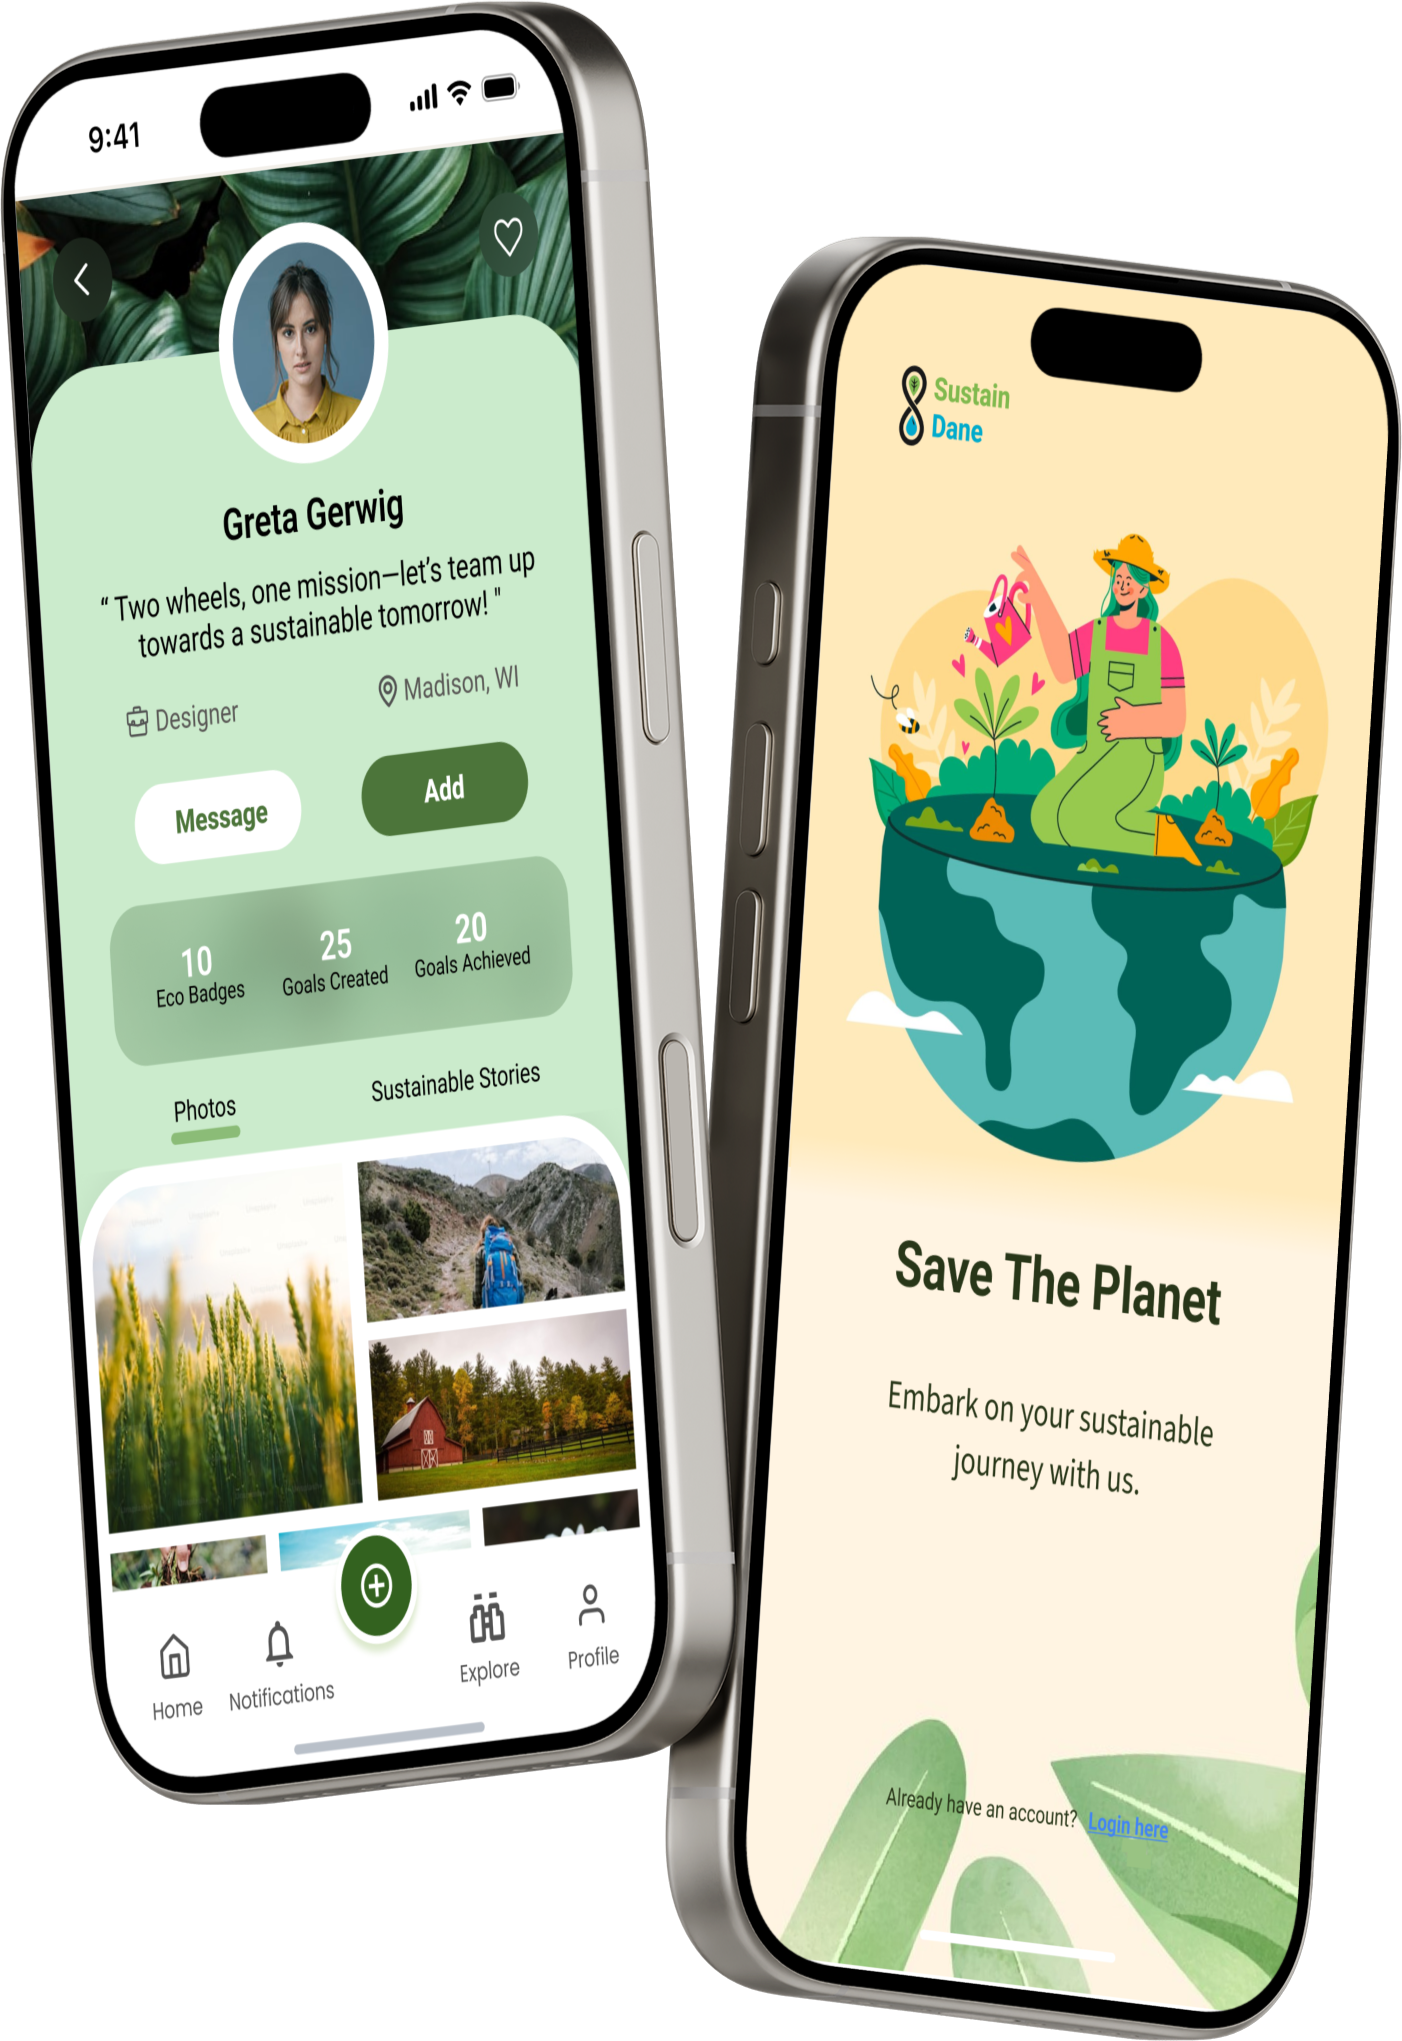 9:41
Greta Gerwig
“ Two wheels, one mission—let’s team up
towards a sustainable tomorrow! "
Designer
Madison, WI
Message
Add
10
Eco Badges
25
Goals Created
20
Goals Achieved
Photos
Sustainable Stories
Home
Notifications
Explore
Profile
Sustain
Dane
Save The Planet
Embark on your sustainable
journey with us.
Already have an account? Login here